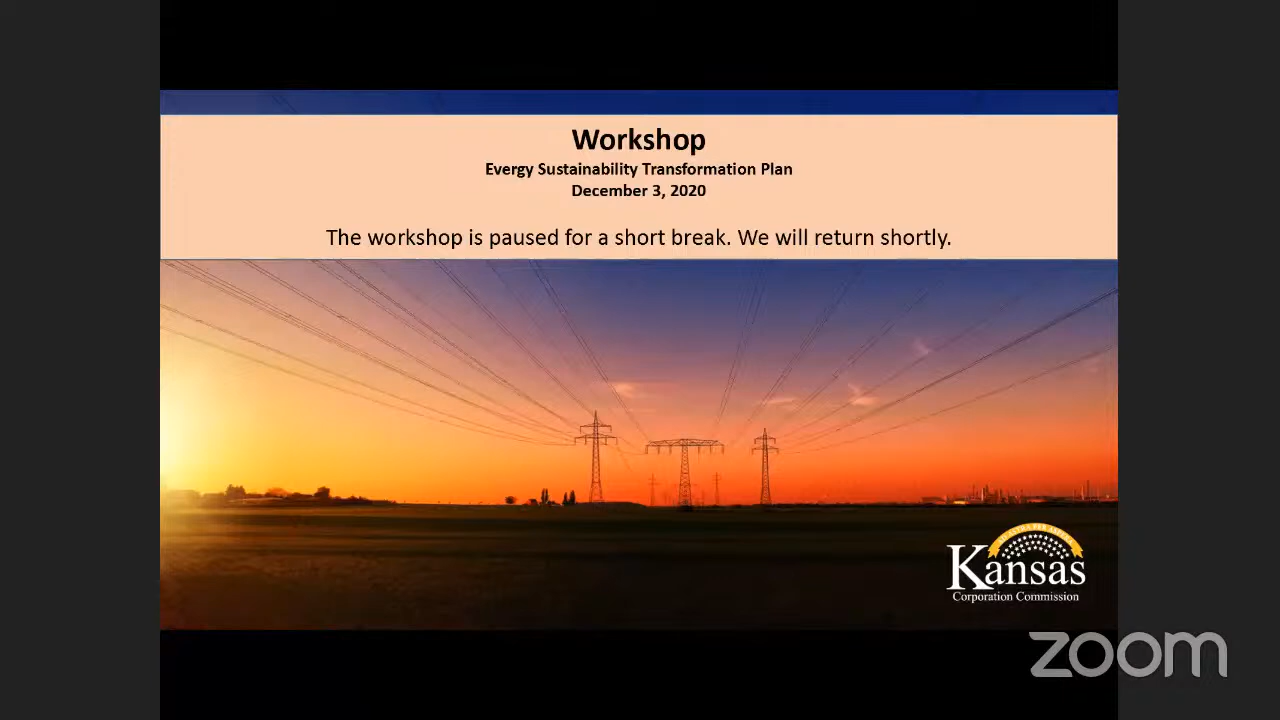 Workshop
Evergy Sustainability Transformation Plan
December 3, 2020
The workshop is paused for a short break. We will return shortly.
Kansas
Corporation Commission
zoom